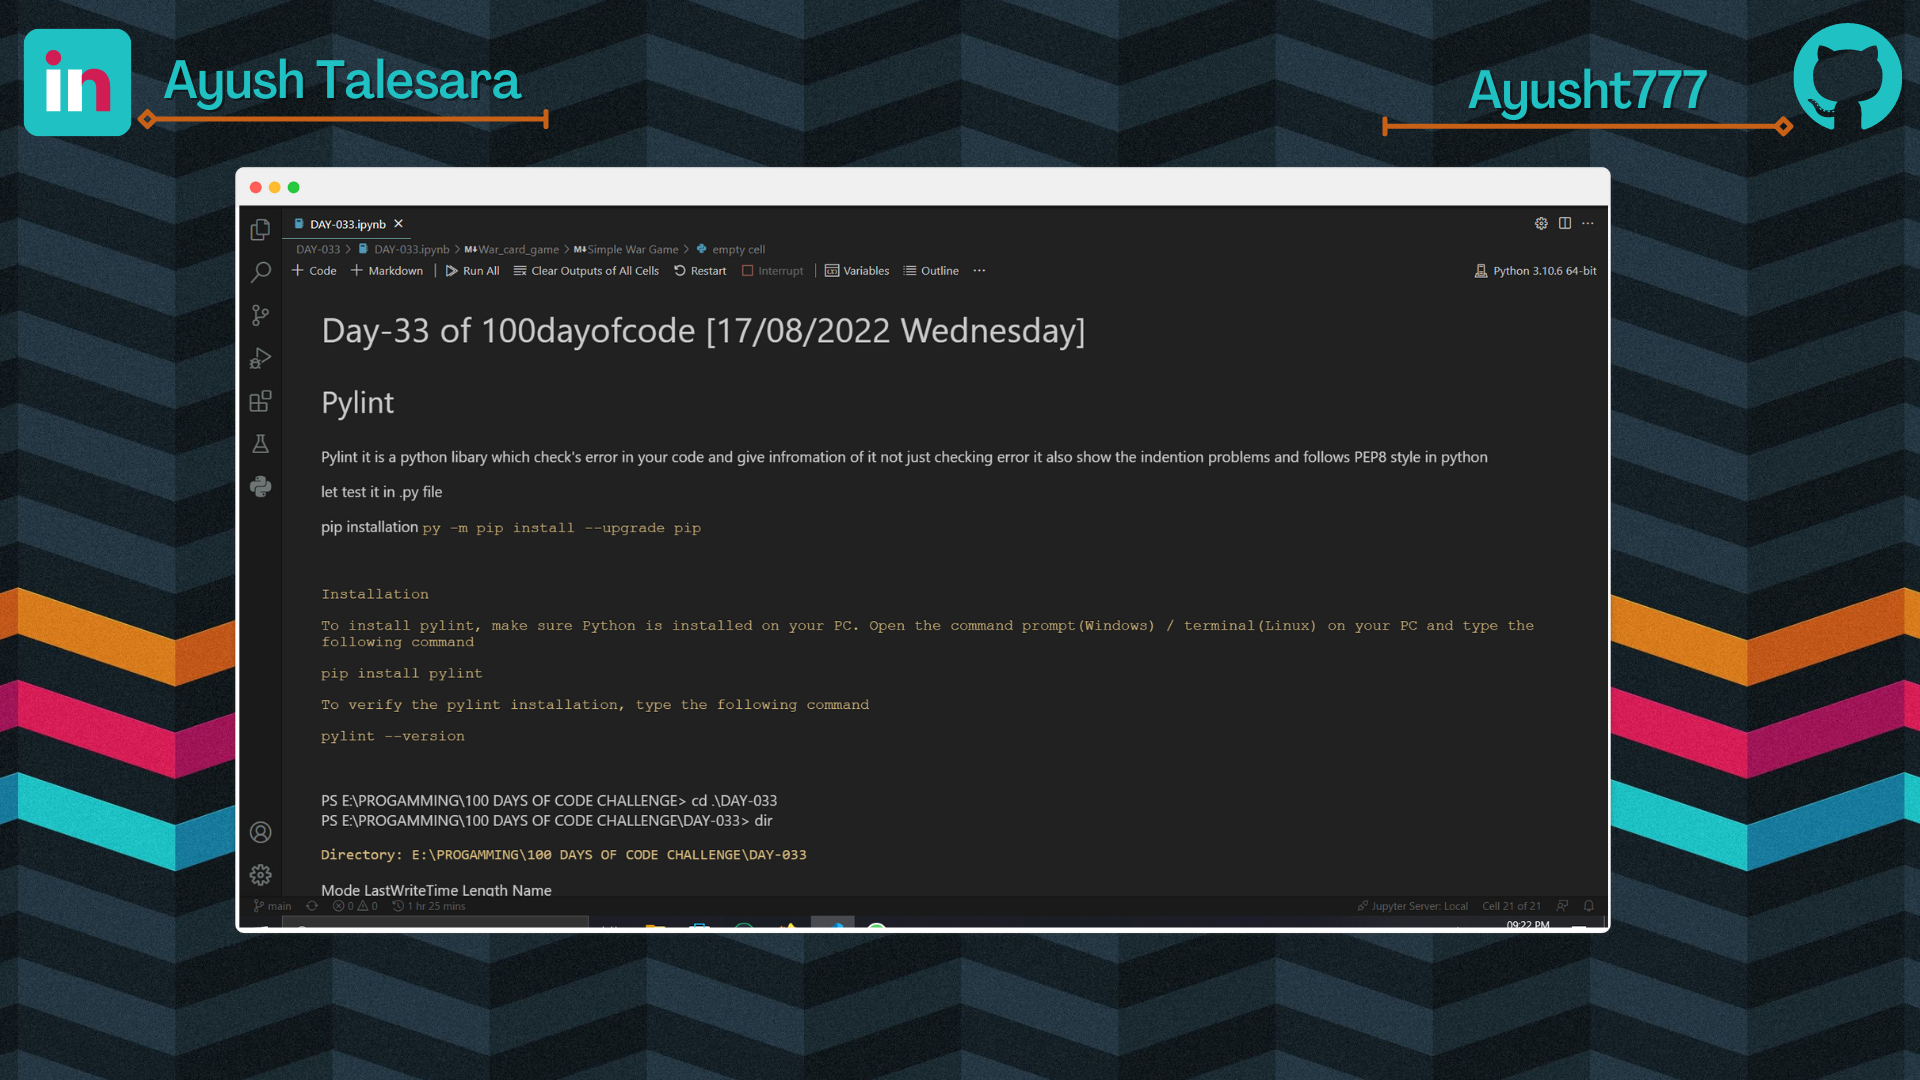 in Ayush Talesara
Ayusht777
DAY-033.ipynb
DAY-033 > DAY-033.ipynb > M↓War_card_game > M↓Simple War Game > empty cell
+ Code + Markdown | Run All Clear Outputs of All Cells Restart Interrupt | Variables Outline ...
Python 3.10.6 64-bit
Day-33 of 100dayofcode [17/08/2022 Wednesday]
Pylint
Pylint it is a python libary which check's error in your code and give infromation of it not just checking error it also show the indention problems and follows PEP8 style in python
let test it in .py file
pip installation py -m pip install --upgrade pip
Installation
To install pylint, make sure Python is installed on your PC. Open the command prompt(Windows) / terminal(Linux) on your PC and type the
following command
pip install pylint
To verify the pylint installation, type the following command
pylint --version
PS E:\PROGAMMING\100 DAYS OF CODE CHALLENGE> cd .\DAY-033
PS E:\PROGAMMING\100 DAYS OF CODE CHALLENGE\DAY-033> dir
Directory: E:\PROGAMMING\100 DAYS OF CODE CHALLENGE\DAY-033
Mode LastWriteTime Length Name
main 0 0 1 hr 25 mins
Jupyter Server: Local Cell 21 of 21
09:22 PM